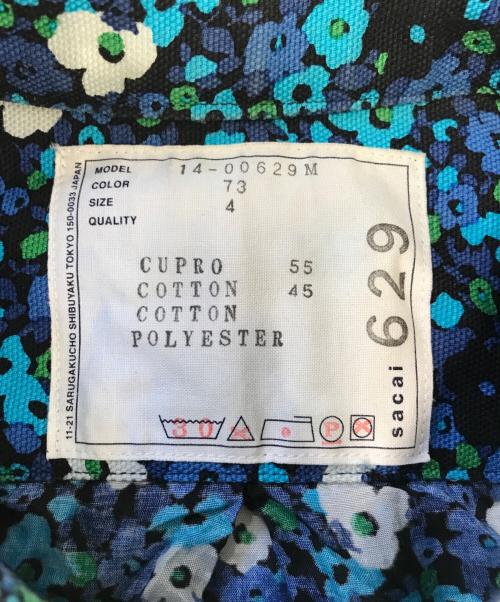 MODEL 14-00629M
COLOR 73
SIZE 4
QUALITY
CUPRO 55
COTTON 45
COTTON
POLYESTER
30 P
11-21 SARUGAKUCHO SHIBUYAKU TOKYO 150-0033 JAPAN
sacai 629